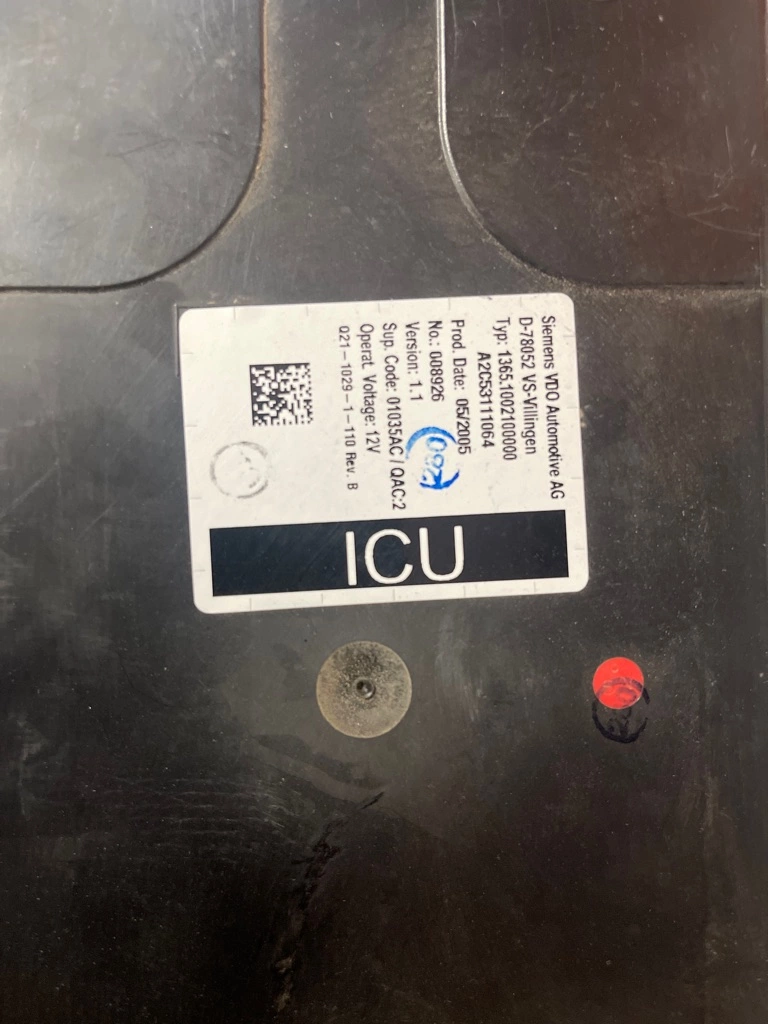 Siemens VDO Automotive AG
D-78052 VS-Villingen
Typ: 1365.1002100000
A2C53111064
Prod. Date: 05/2005
No.: 008926
Version: 1.1
Sup. Code: 01035AC / QAC:2
Operat. Voltage: 12V
Q21-1029-1-110 Rev. B
ICU